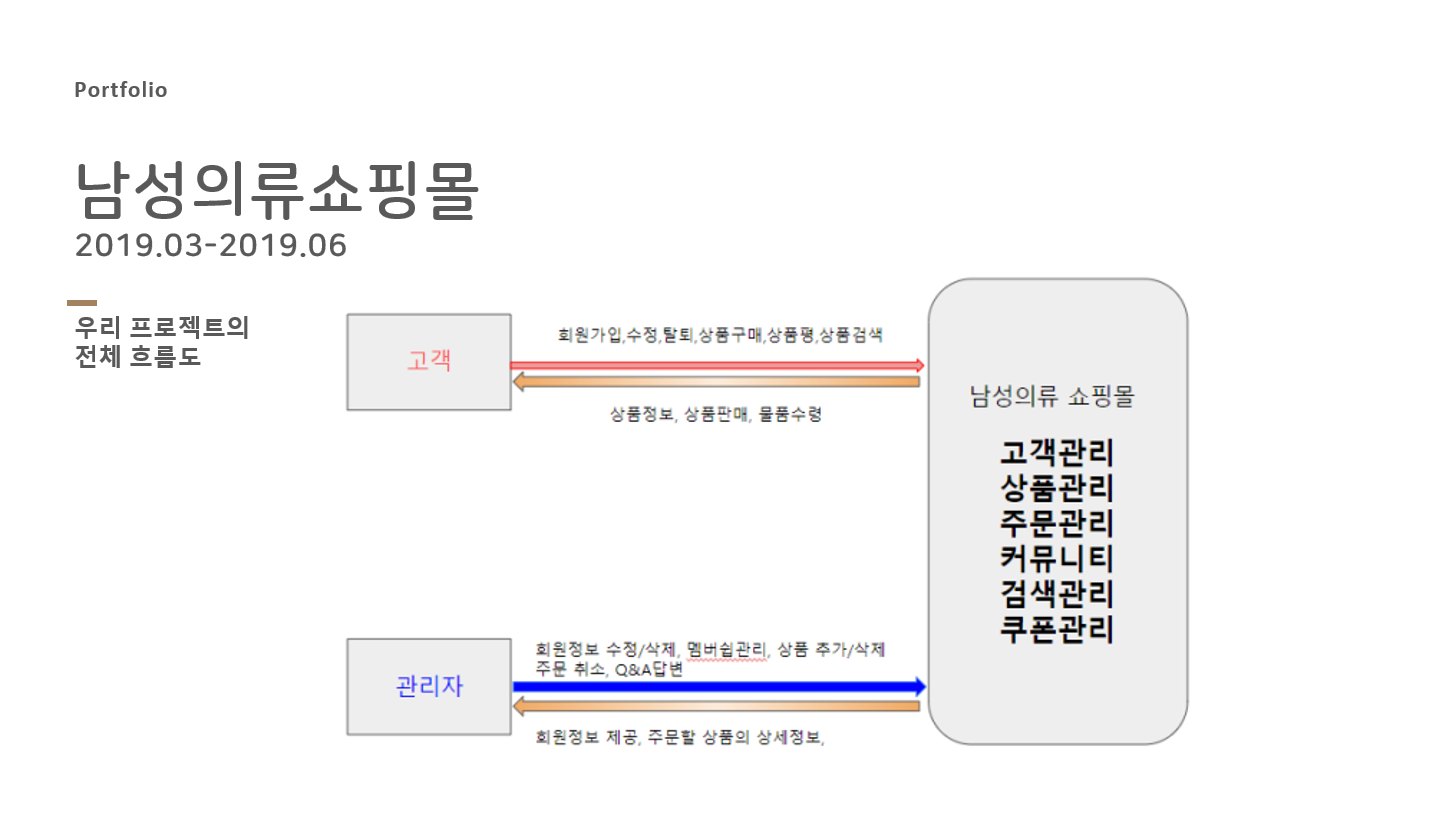 Portfolio
남성의류쇼핑몰
2019.03-2019.06
우리 프로젝트의
전체 흐름도
고객
회원가입,수정,탈퇴,상품구매,상품평,상품검색
상품정보, 상품판매, 물품수령
관리자
회원정보 수정/삭제, 멤버쉽관리, 상품 추가/삭제
주문 취소, Q&A답변
회원정보 제공, 주문할 상품의 상세정보,
남성의류 쇼핑몰
고객관리
상품관리
주문관리
커뮤니티
검색관리
쿠폰관리